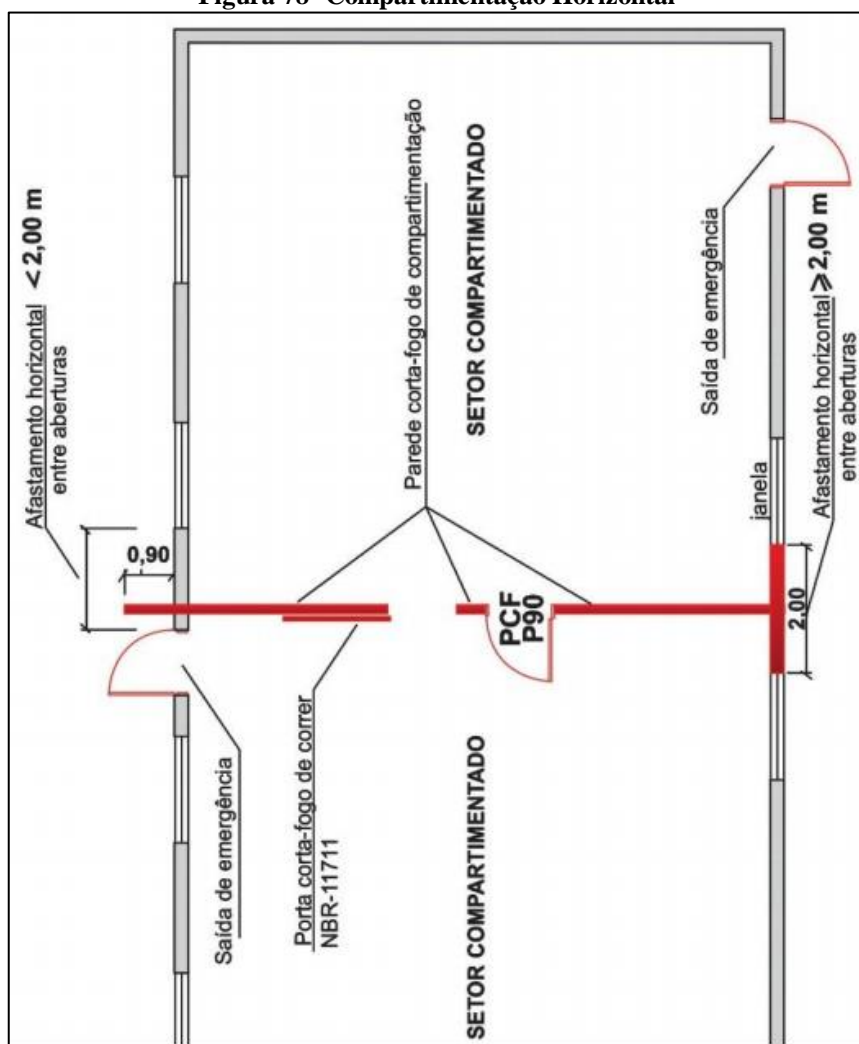 Figura 78- Compartimentação Horizontal
Afastamento horizontal < 2,00 m
entre aberturas
0,90
Parede corta-fogo de compartimentação
SETOR COMPARTIMENTADO
Saída de emergência
janela
Afastamento horizontal ⩾ 2,00 m
entre aberturas
2,00
PCF
P90
Saída de emergência
Porta corta-fogo de correr
NBR-11711
SETOR COMPARTIMENTADO